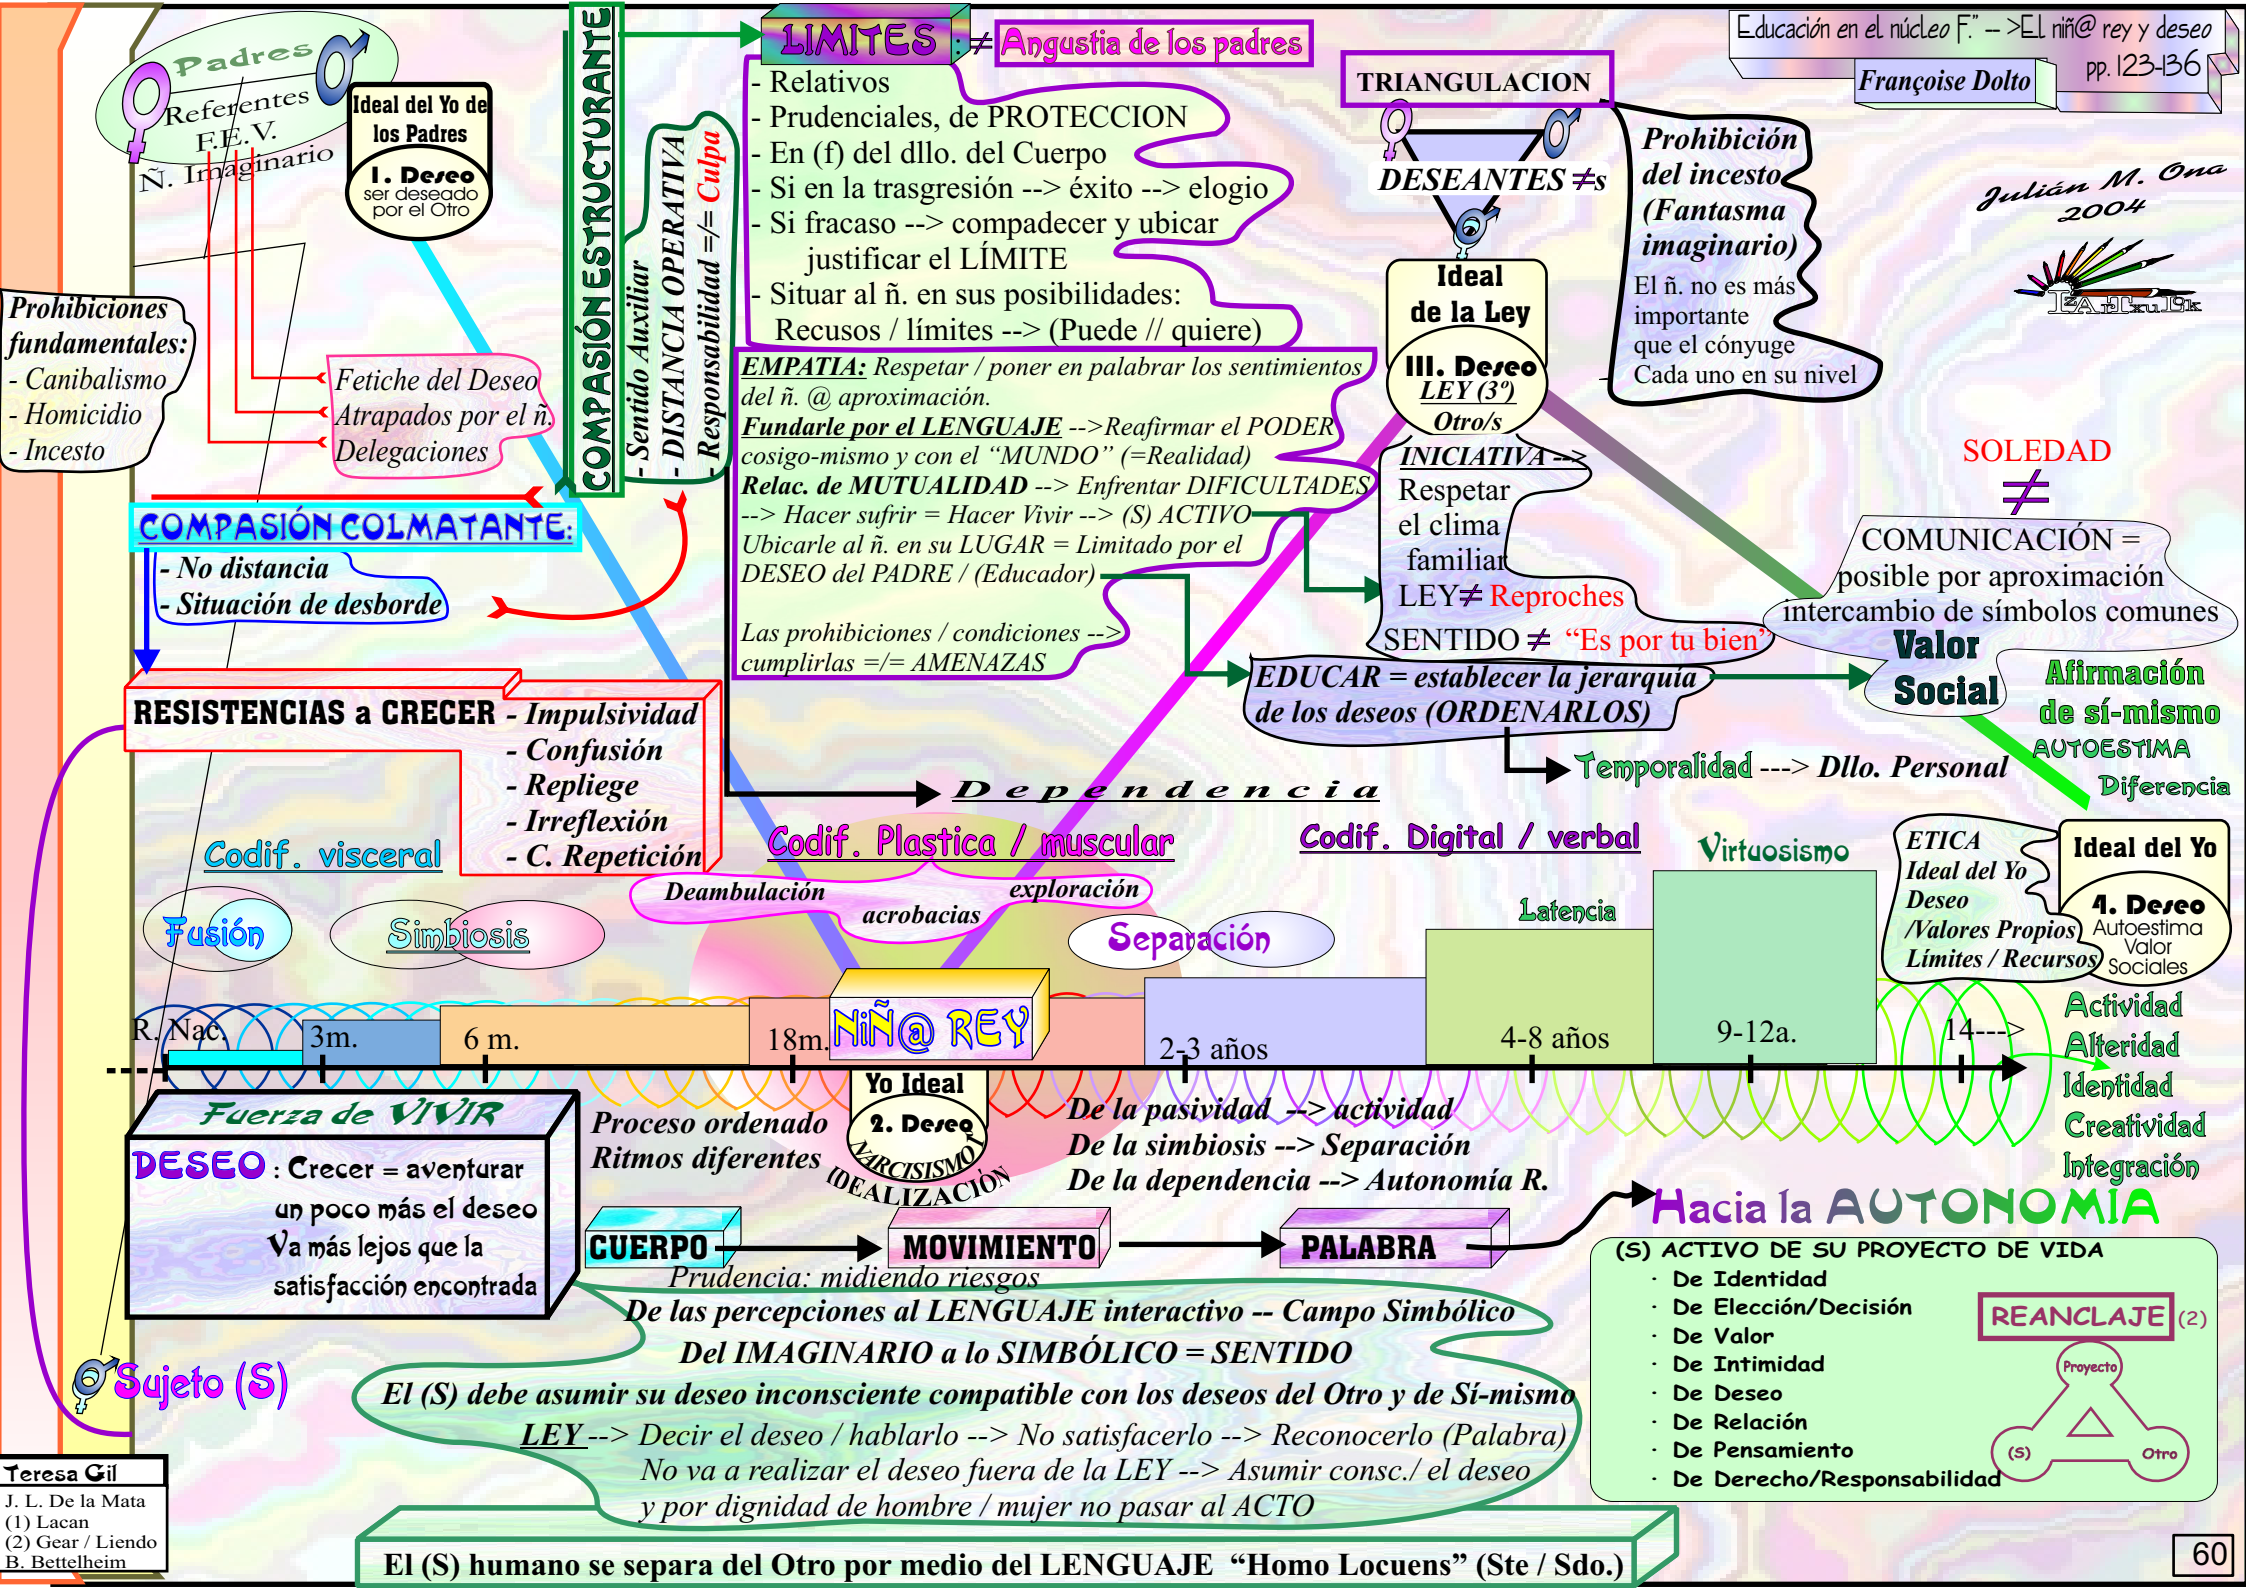 Educación en el núcleo F." -- >El niñ@ rey y deseo
pp. 123-136
Françoise Dolto
Julián M. Ona
2004
IzArTxuLOk
Padres
Referentes
F.E.V.
Ñ. Imaginario
Ideal del Yo de
los Padres
1. Deseo
ser deseado
por el Otro
Prohibiciones
fundamentales:
- Canibalismo
- Homicidio
- Incesto
Fetiche del Deseo
Atrapados por el ñ.
Delegaciones
COMPASIÓN ESTRUCTURANTE
- Sentido Auxiliar
- DISTANCIA OPERATIVA
- Responsabilidad =/= Culpa
COMPASIÓN COLMATANTE:
- No distancia
- Situación de desborde
RESISTENCIAS a CRECER
- Impulsividad
- Confusión
- Repliege
- Irreflexión
- C. Repetición
LIMITES : ≠ Angustia de los padres
- Relativos
- Prudenciales, de PROTECCION
- En (f) del dllo. del Cuerpo
- Si en la trasgresión --> éxito --> elogio
- Si fracaso --> compadecer y ubicar
justificar el LÍMITE
- Situar al ñ. en sus posibilidades:
Recusos / límites --> (Puede // quiere)
EMPATIA: Respetar / poner en palabrar los sentimientos
del ñ. @ aproximación.
Fundarle por el LENGUAJE -->Reafirmar el PODER
cosigo-mismo y con el “MUNDO” (=Realidad)
Relac. de MUTUALIDAD --> Enfrentar DIFICULTADES
--> Hacer sufrir = Hacer Vivir --> (S) ACTIVO
Ubicarle al ñ. en su LUGAR = Limitado por el
DESEO del PADRE / (Educador)
Las prohibiciones / condiciones -->
cumplirlas =/= AMENAZAS
TRIANGULACION
DESEANTES ≠s
Prohibición
del incesto
(Fantasma
imaginario)
El ñ. no es más
importante
que el cónyuge
Cada uno en su nivel
Ideal
de la Ley
III. Deseo
LEY (3º)
Otro/s
INICIATIVA -->
Respetar
el clima
familiar
LEY≠ Reproches
SENTIDO ≠ “Es por tu bien”
EDUCAR = establecer la jerarquía
de los deseos (ORDENARLOS)
Temporalidad ---> Dllo. Personal
SOLEDAD
≠
COMUNICACIÓN =
posible por aproximación
intercambio de símbolos comunes
Valor
Social
Afirmación
de sí-mismo
AUTOESTIMA
Diferencia
Dependencia
Codif. visceral
Codif. Plastica / muscular
Codif. Digital / verbal
Virtuosismo
Deambulación
acrobacias
exploración
Fusión
Simbiosis
Separación
Latencia
ETICA
Ideal del Yo
Deseo
/Valores Propios
Límites / Recursos
Ideal del Yo
4. Deseo
Autoestima
Valor
Sociales
R. Nac.
3m.
6 m.
18m.
NiÑ@ REY
2-3 años
4-8 años
9-12a.
14--->
Actividad
Alteridad
Identidad
Creatividad
Integración
Yo Ideal
2. Deseo
NARCISISMO1
IDEALIZACIÓN
Fuerza de VIVIR
DESEO : Crecer = aventurar
un poco más el deseo
Va más lejos que la
satisfacción encontrada
Proceso ordenado
Ritmos diferentes
De la pasividad --> actividad
De la simbiosis --> Separación
De la dependencia --> Autonomía R.
CUERPO
MOVIMIENTO
PALABRA
Prudencia: midiendo riesgos
Hacia la AUTONOMIA
(S) ACTIVO DE SU PROYECTO DE VIDA
· De Identidad
· De Elección/Decisión
· De Valor
· De Intimidad
· De Deseo
· De Relación
· De Pensamiento
· De Derecho/Responsabilidad
REANCLAJE (2)
Proyecto
(S)
Otro
De las percepciones al LENGUAJE interactivo -- Campo Simbólico
Del IMAGINARIO a lo SIMBÓLICO = SENTIDO
El (S) debe asumir su deseo inconsciente compatible con los deseos del Otro y de Sí-mismo
LEY --> Decir el deseo / hablarlo --> No satisfacerlo --> Reconocerlo (Palabra)
No va a realizar el deseo fuera de la LEY --> Asumir consc./ el deseo
y por dignidad de hombre / mujer no pasar al ACTO
El (S) humano se separa del Otro por medio del LENGUAJE “Homo Locuens” (Ste / Sdo.)
Sujeto (S)
Teresa Gil
J. L. De la Mata
(1) Lacan
(2) Gear / Liendo
B. Bettelheim
60